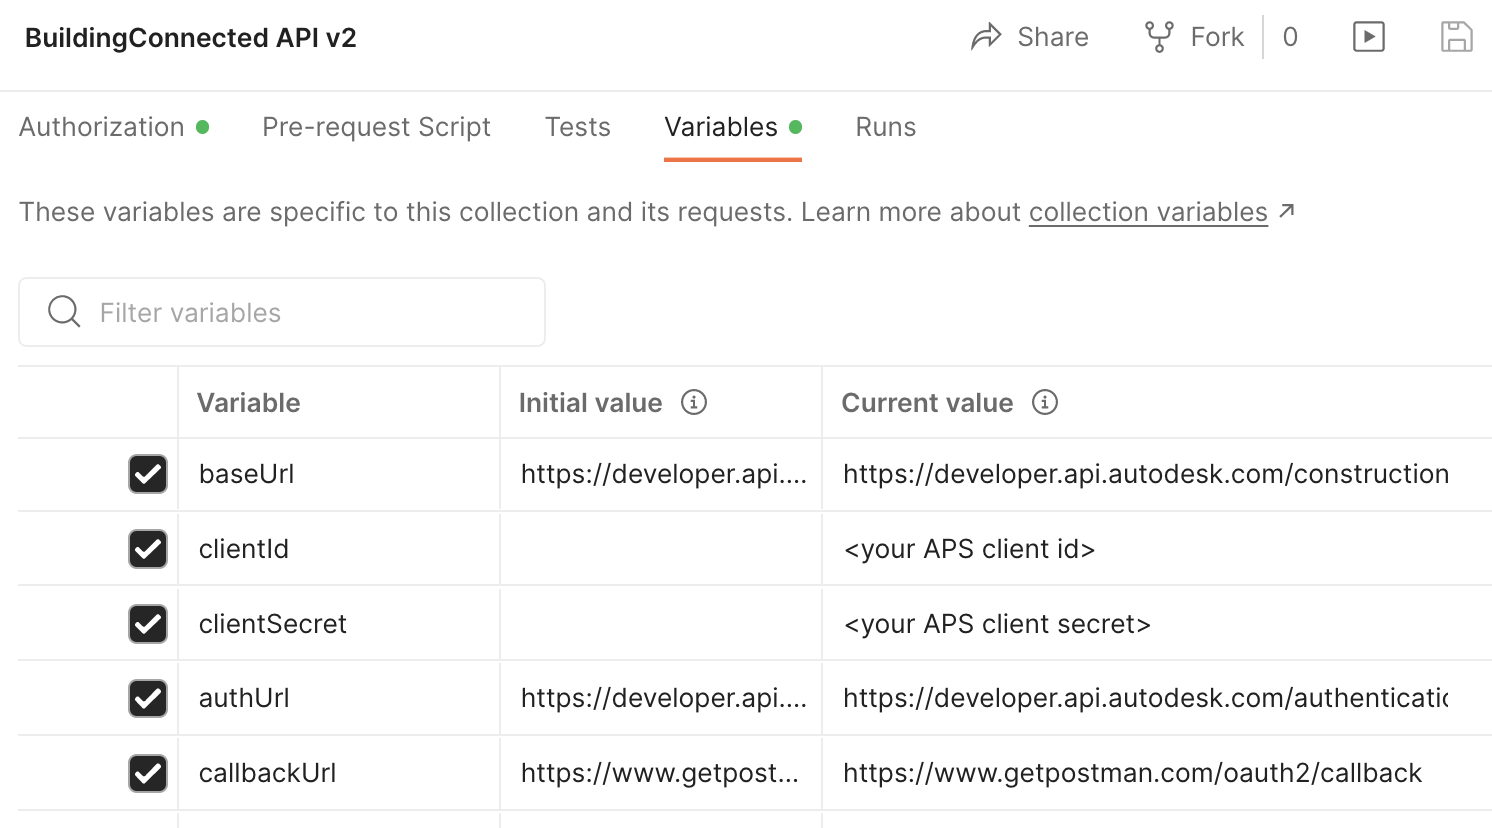 BuildingConnected API v2
Share
Fork
0
Authorization
Pre-request Script
Tests
Variables
Runs
These variables are specific to this collection and its requests. Learn more about collection variables ↗
Filter variables
Variable
Initial value
Current value
baseUrl
https://developer.api....
https://developer.api.autodesk.com/construction
clientId
<your APS client id>
clientSecret
<your APS client secret>
authUrl
https://developer.api....
https://developer.api.autodesk.com/authenticatic
callbackUrl
https://www.getpost...
https://www.getpostman.com/oauth2/callback